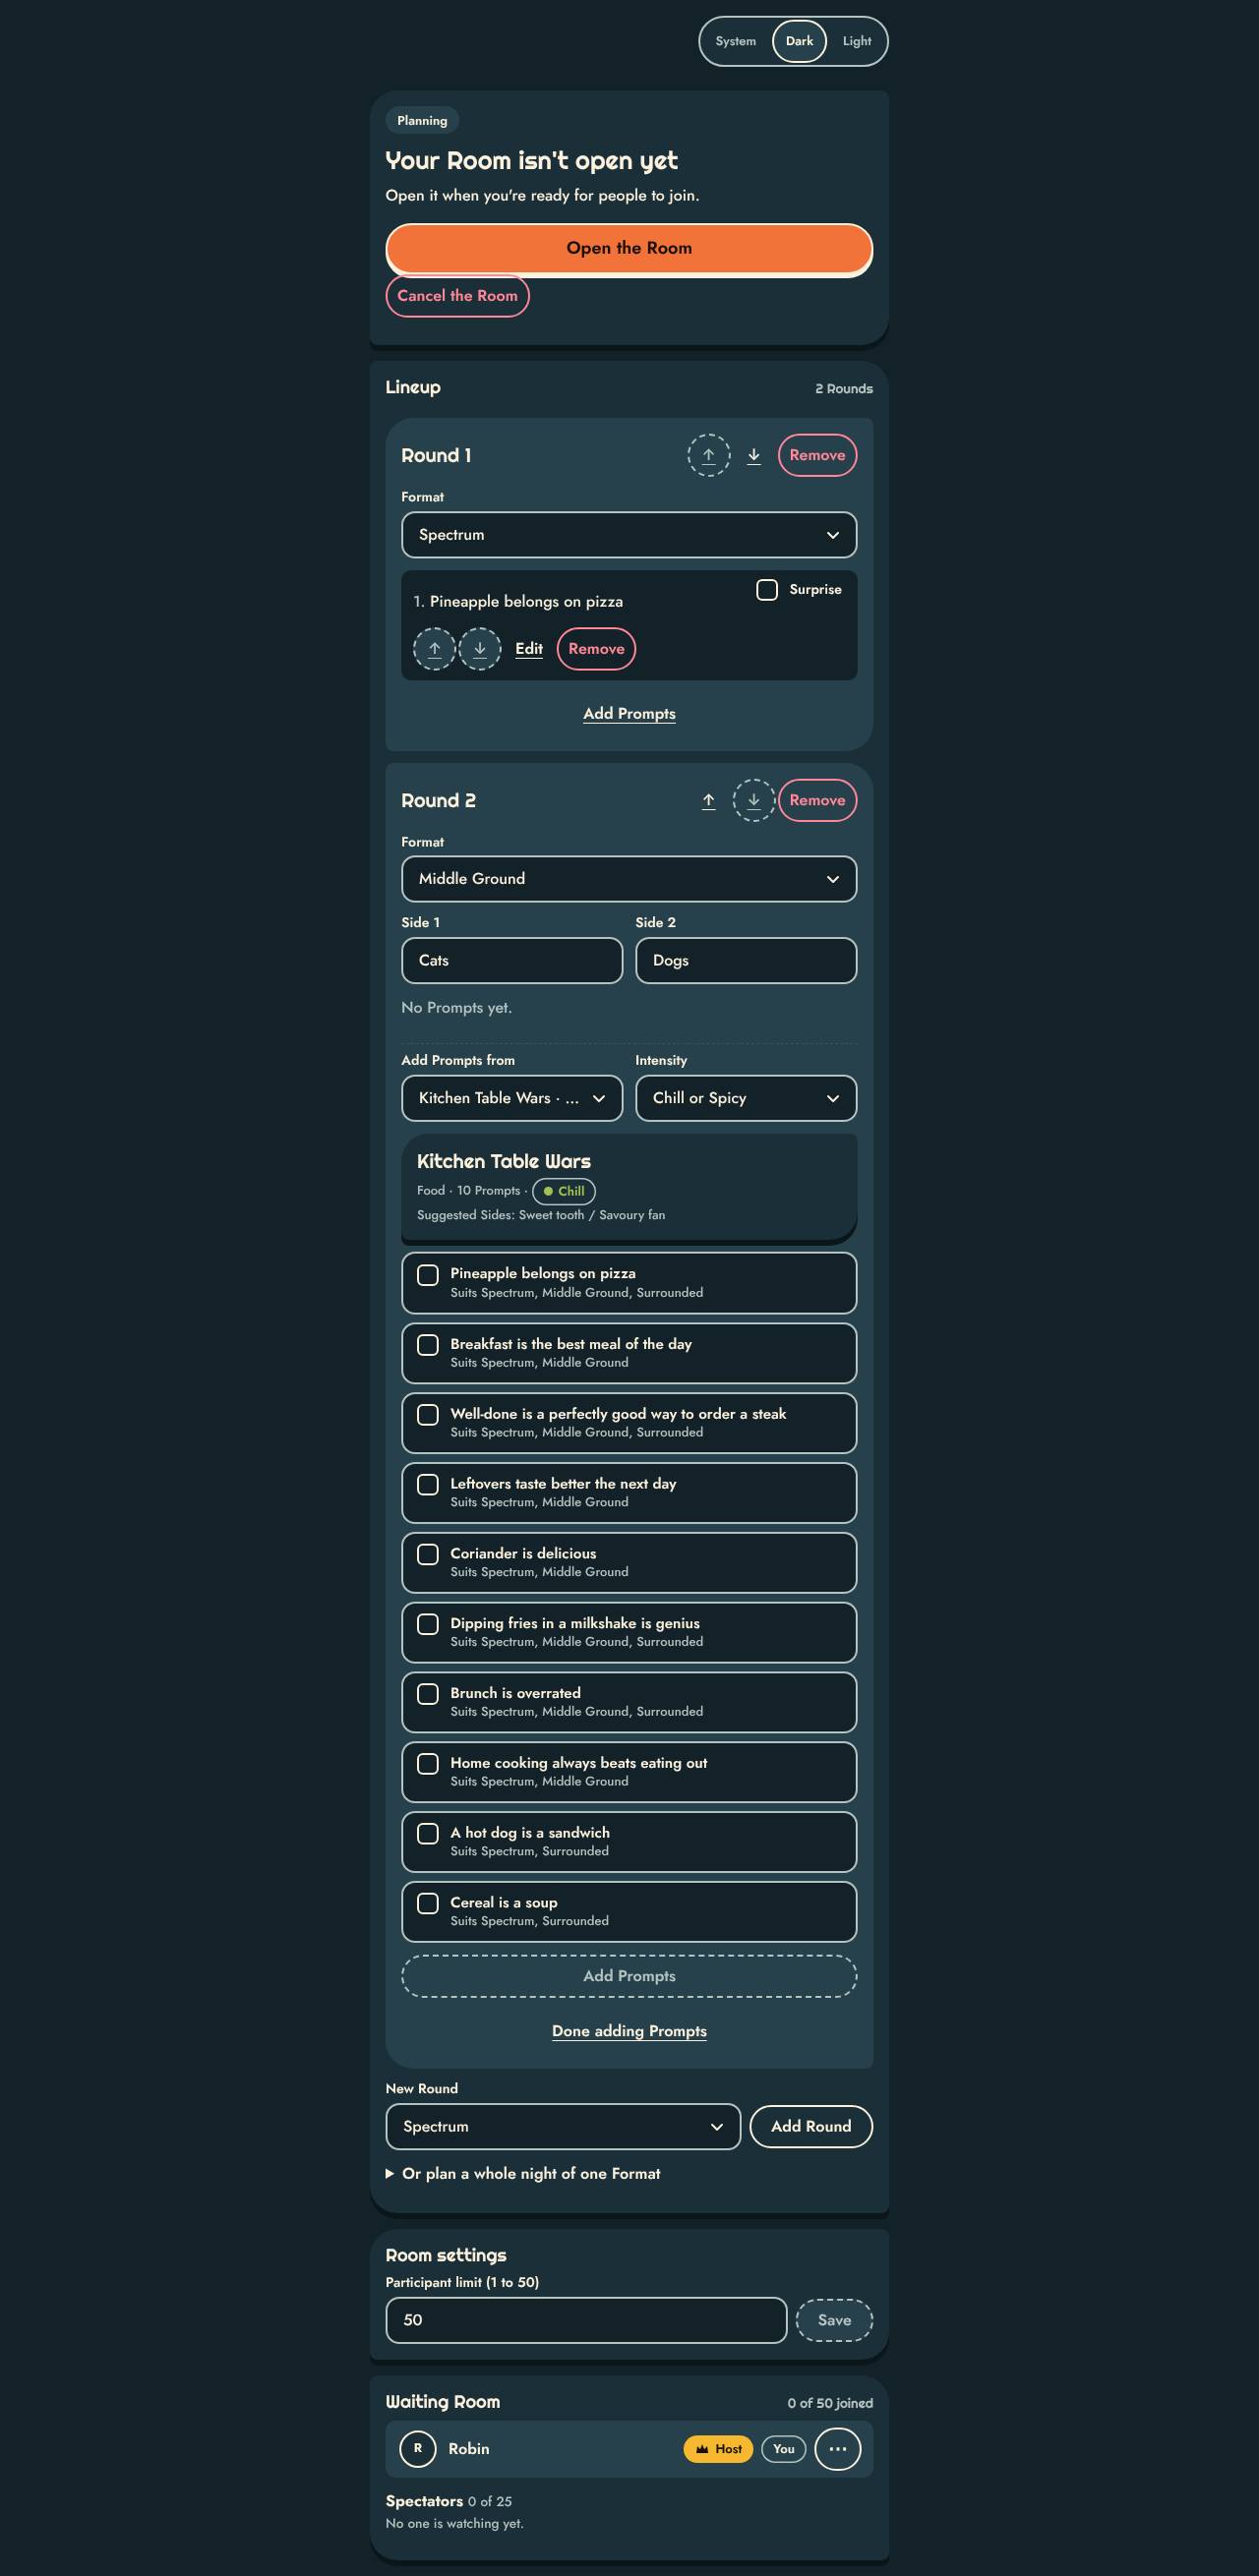 System Dark Light
Planning
Your Room isn't open yet
Open it when you're ready for people to join.
Open the Room
Cancel the Room
Lineup 2 Rounds
Round 1 ↑ ↓ Remove
Format
Spectrum
1. Pineapple belongs on pizza Surprise
↑ ↓ Edit Remove
Add Prompts
Round 2 ↑ ↓ Remove
Format
Middle Ground
Side 1 Side 2
Cats Dogs
No Prompts yet.
Add Prompts from Intensity
Kitchen Table Wars · ... Chill or Spicy
Kitchen Table Wars
Food · 10 Prompts · Chill
Suggested Sides: Sweet tooth / Savoury fan
Pineapple belongs on pizza
Suits Spectrum, Middle Ground, Surrounded
Breakfast is the best meal of the day
Suits Spectrum, Middle Ground
Well-done is a perfectly good way to order a steak
Suits Spectrum, Middle Ground, Surrounded
Leftovers taste better the next day
Suits Spectrum, Middle Ground
Coriander is delicious
Suits Spectrum, Middle Ground
Dipping fries in a milkshake is genius
Suits Spectrum, Middle Ground, Surrounded
Brunch is overrated
Suits Spectrum, Middle Ground, Surrounded
Home cooking always beats eating out
Suits Spectrum, Middle Ground
A hot dog is a sandwich
Suits Spectrum, Surrounded
Cereal is a soup
Suits Spectrum, Surrounded
Add Prompts
Done adding Prompts
New Round
Spectrum Add Round
Or plan a whole night of one Format
Room settings
Participant limit (1 to 50)
50 Save
Waiting Room 0 of 50 joined
R Robin Host You ...
Spectators 0 of 25
No one is watching yet.